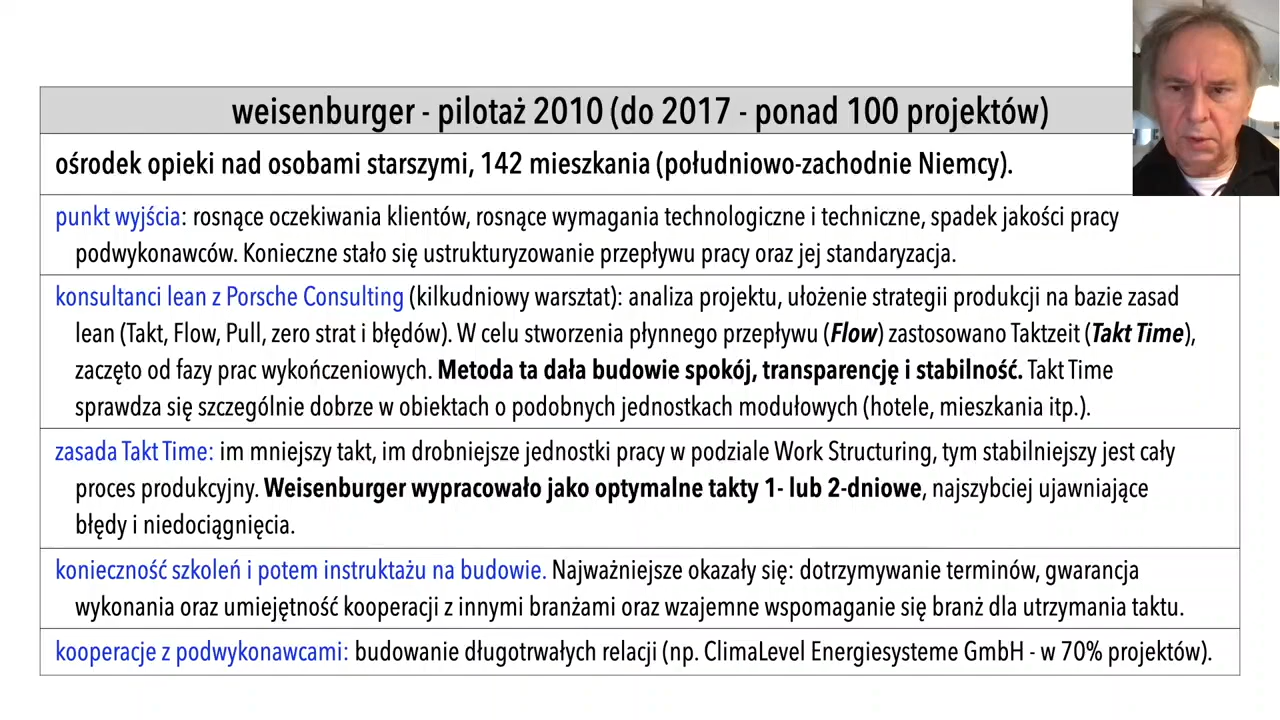 weisenburger - pilotaż 2010 (do 2017 - ponad 100 projektów)
ośrodek opieki nad osobami starszymi, 142 mieszkania (południowo-zachodnie Niemcy).
punkt wyjścia: rosnące oczekiwania klientów, rosnące wymagania technologiczne i techniczne, spadek jakości pracy
podwykonawców. Konieczne stało się ustrukturyzowanie przepływu pracy oraz jej standaryzacja.
konsultanci lean z Porsche Consulting (kilkudniowy warsztat): analiza projektu, ułożenie strategii produkcji na bazie zasad
lean (Takt, Flow, Pull, zero strat i błędów). W celu stworzenia płynnego przepływu (Flow) zastosowano Taktzeit (Takt Time),
zaczęto od fazy prac wykończeniowych. Metoda ta dała budowie spokój, transparencję i stabilność. Takt Time
sprawdza się szczególnie dobrze w obiektach o podobnych jednostkach modułowych (hotele, mieszkania itp.).
zasada Takt Time: im mniejszy takt, im drobniejsze jednostki pracy w podziale Work Structuring, tym stabilniejszy jest cały
proces produkcyjny. Weisenburger wypracowało jako optymalne takty 1- lub 2-dniowe, najszybciej ujawniające
błędy i niedociągnięcia.
konieczność szkoleń i potem instruktażu na budowie. Najważniejsze okazały się: dotrzymywanie terminów, gwarancja
wykonania oraz umiejętność kooperacji z innymi branżami oraz wzajemne wspomaganie się branż dla utrzymania taktu.
kooperacje z podwykonawcami: budowanie długotrwałych relacji (np. ClimaLevel Energiesysteme GmbH - w 70% projektów).